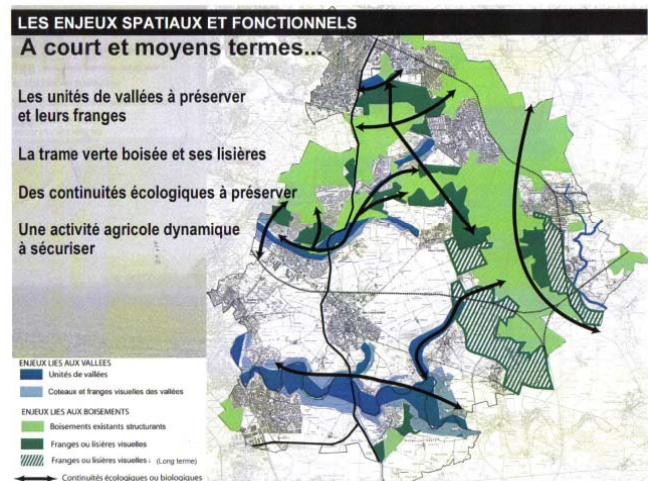 LES ENJEUX SPATIAUX ET FONCTIONNELS
A court et moyens termes...
Les unités de vallées à préserver
et leurs franges
La trame verte boisée et ses lisières
Des continuités écologiques à préserver
Une activité agricole dynamique
à sécuriser
ENJEUX LIES AUX VALLEES
Unités de vallées
Coteaux et franges visuelles des vallées
ENJEUX LIES AUX BOISEMENTS
Boisements existants structurants
Franges ou lisières visuelles
Franges ou lisières visuelles : (Long terme)
Continuités écologiques ou biologiques